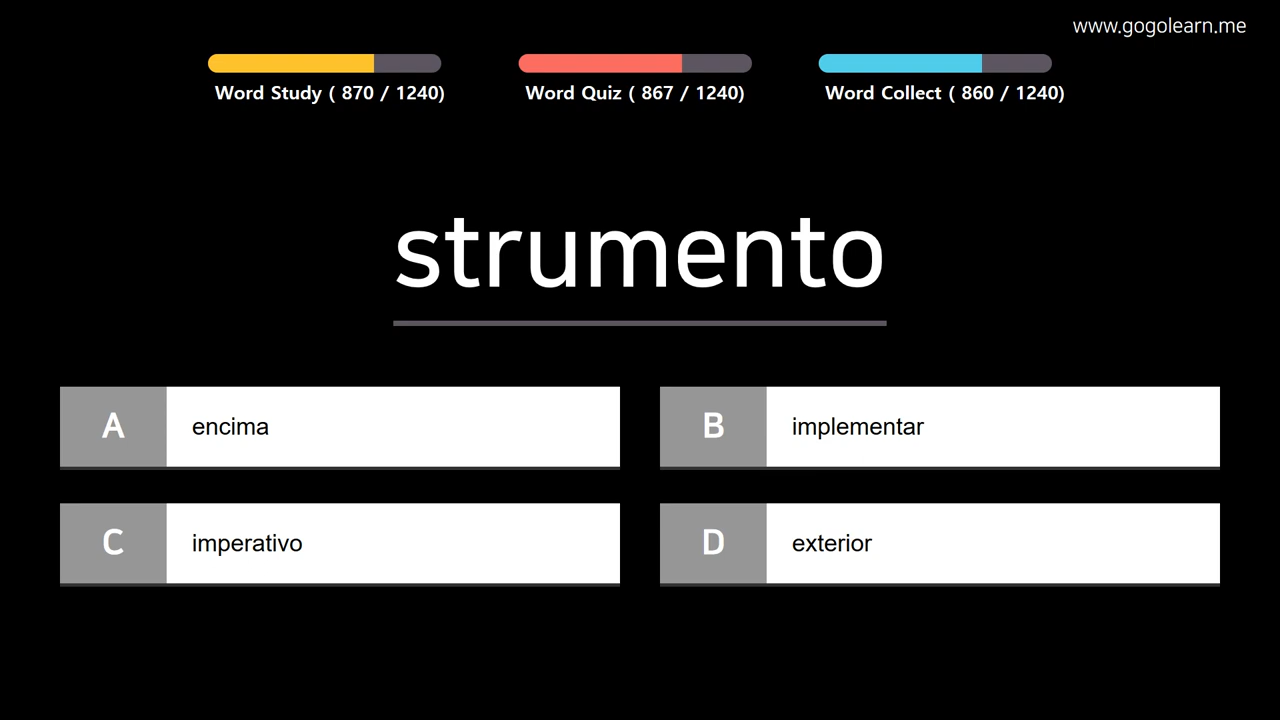 www.gogolearn.me
Word Study ( 870 / 1240)
Word Quiz ( 867 / 1240)
Word Collect ( 860 / 1240)
strumento
A encima
B implementar
C imperativo
D exterior